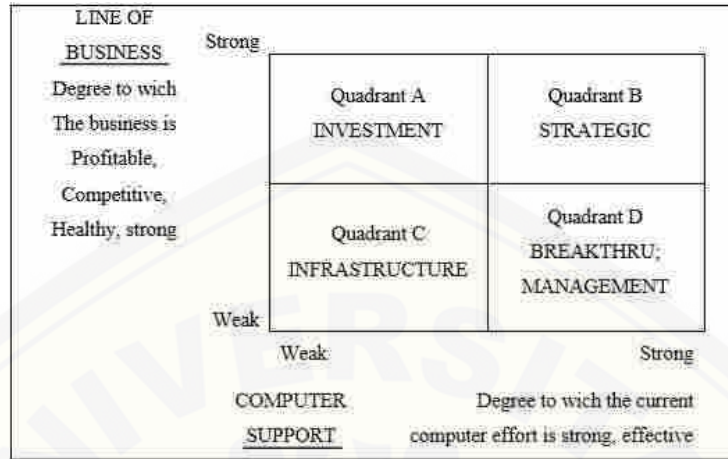 LINE OF
BUSINESS
Degree to wich
The business is
Profitable,
Competitive,
Healthy, strong
Strong
Quadrant A
INVESTMENT
Quadrant B
STRATEGIC
Quadrant C
INFRASTRUCTURE
Quadrant D
BREAKTHRU;
MANAGEMENT
Weak
Weak
Strong
COMPUTER
SUPPORT
Degree to wich the current
computer effort is strong, effective